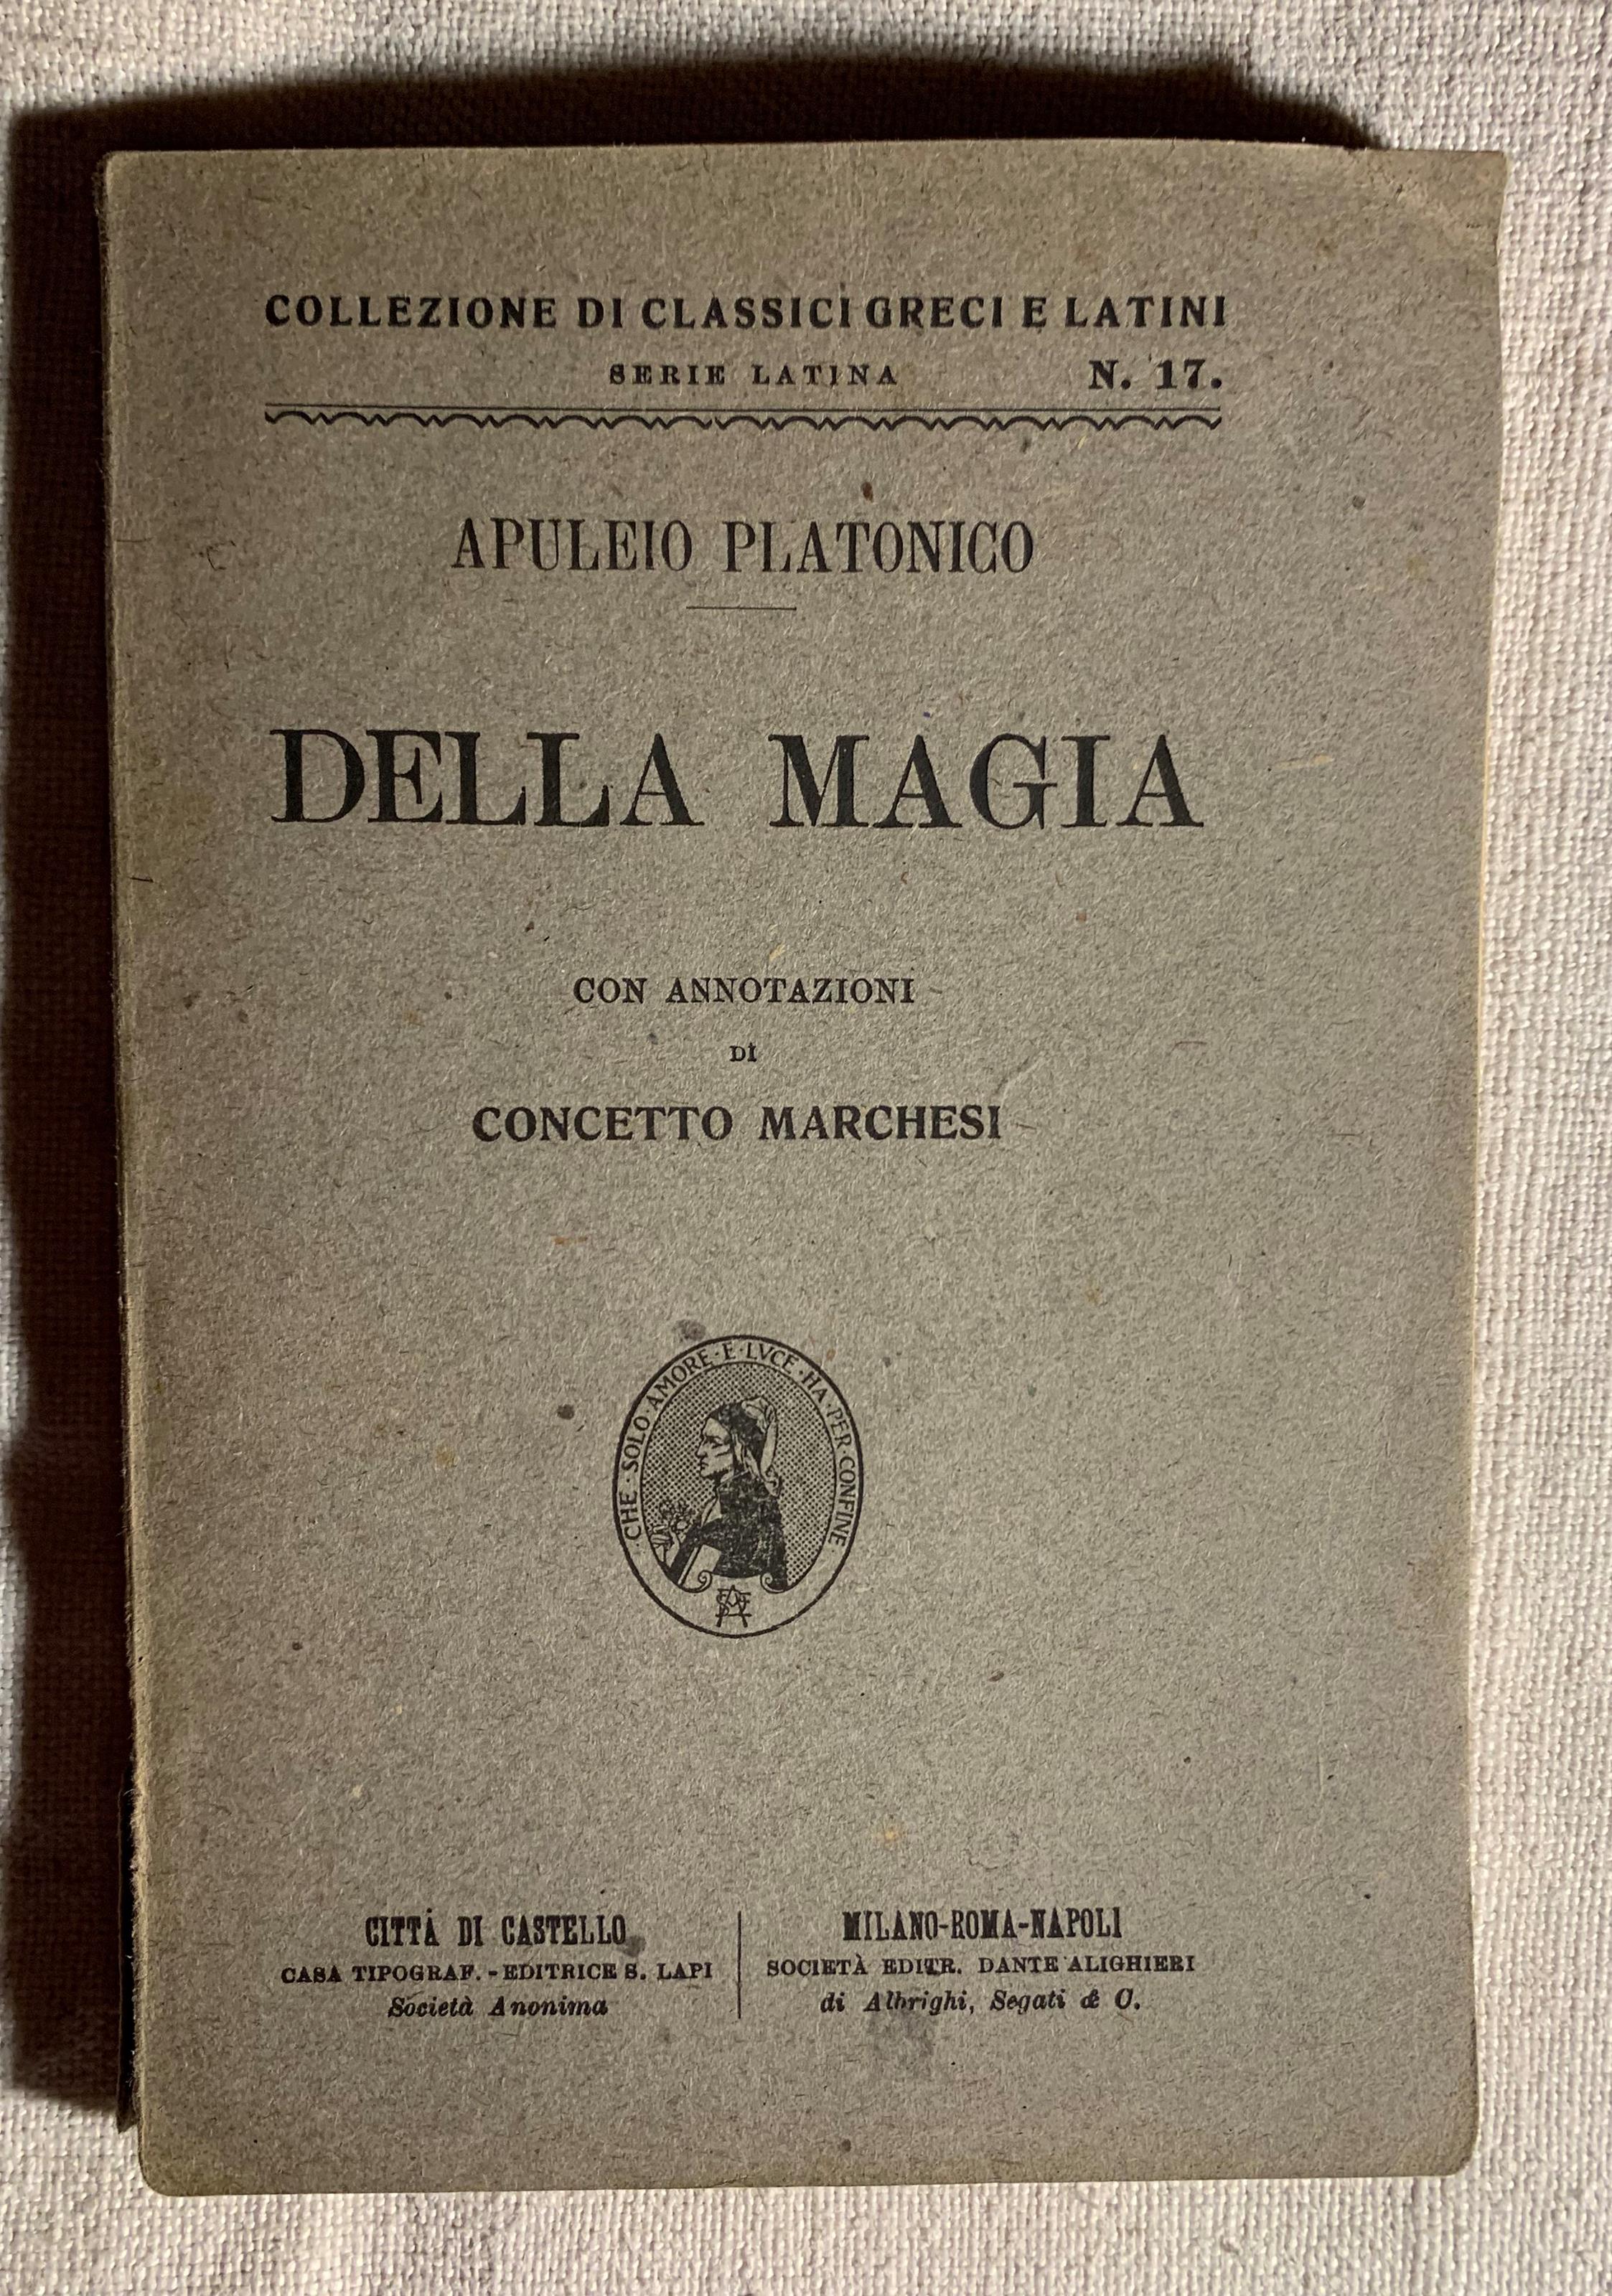 COLLEZIONE DI CLASSICI GRECI E LATINI
SERIE LATINA N. 17.
APULEIO PLATONICO
DELLA MAGIA
CON ANNOTAZIONI
DI
CONCETTO MARCHESI
CHE · SOLO · AMORE · E · LVCE · HA · PER · CONFINE
CITTÀ DI CASTELLO
CASA TIPOGRAF. - EDITRICE S. LAPI
Società Anonima
MILANO-ROMA-NAPOLI
SOCIETÀ EDITR. DANTE ALIGHIERI
di Albrighi, Segati & C.